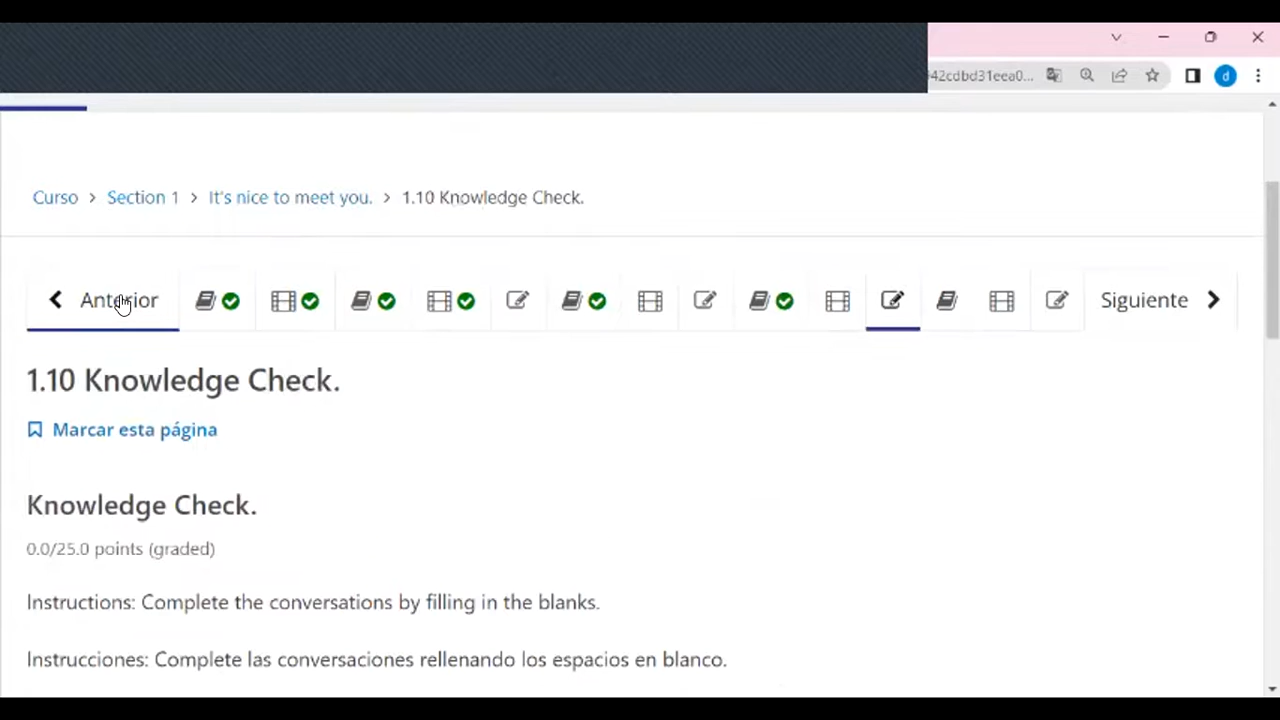 42cdbd31eea0...
d
Curso > Section 1 > It's nice to meet you. > 1.10 Knowledge Check.
Anterior
Siguiente
1.10 Knowledge Check.
Marcar esta página
Knowledge Check.
0.0/25.0 points (graded)
Instructions: Complete the conversations by filling in the blanks.
Instrucciones: Complete las conversaciones rellenando los espacios en blanco.